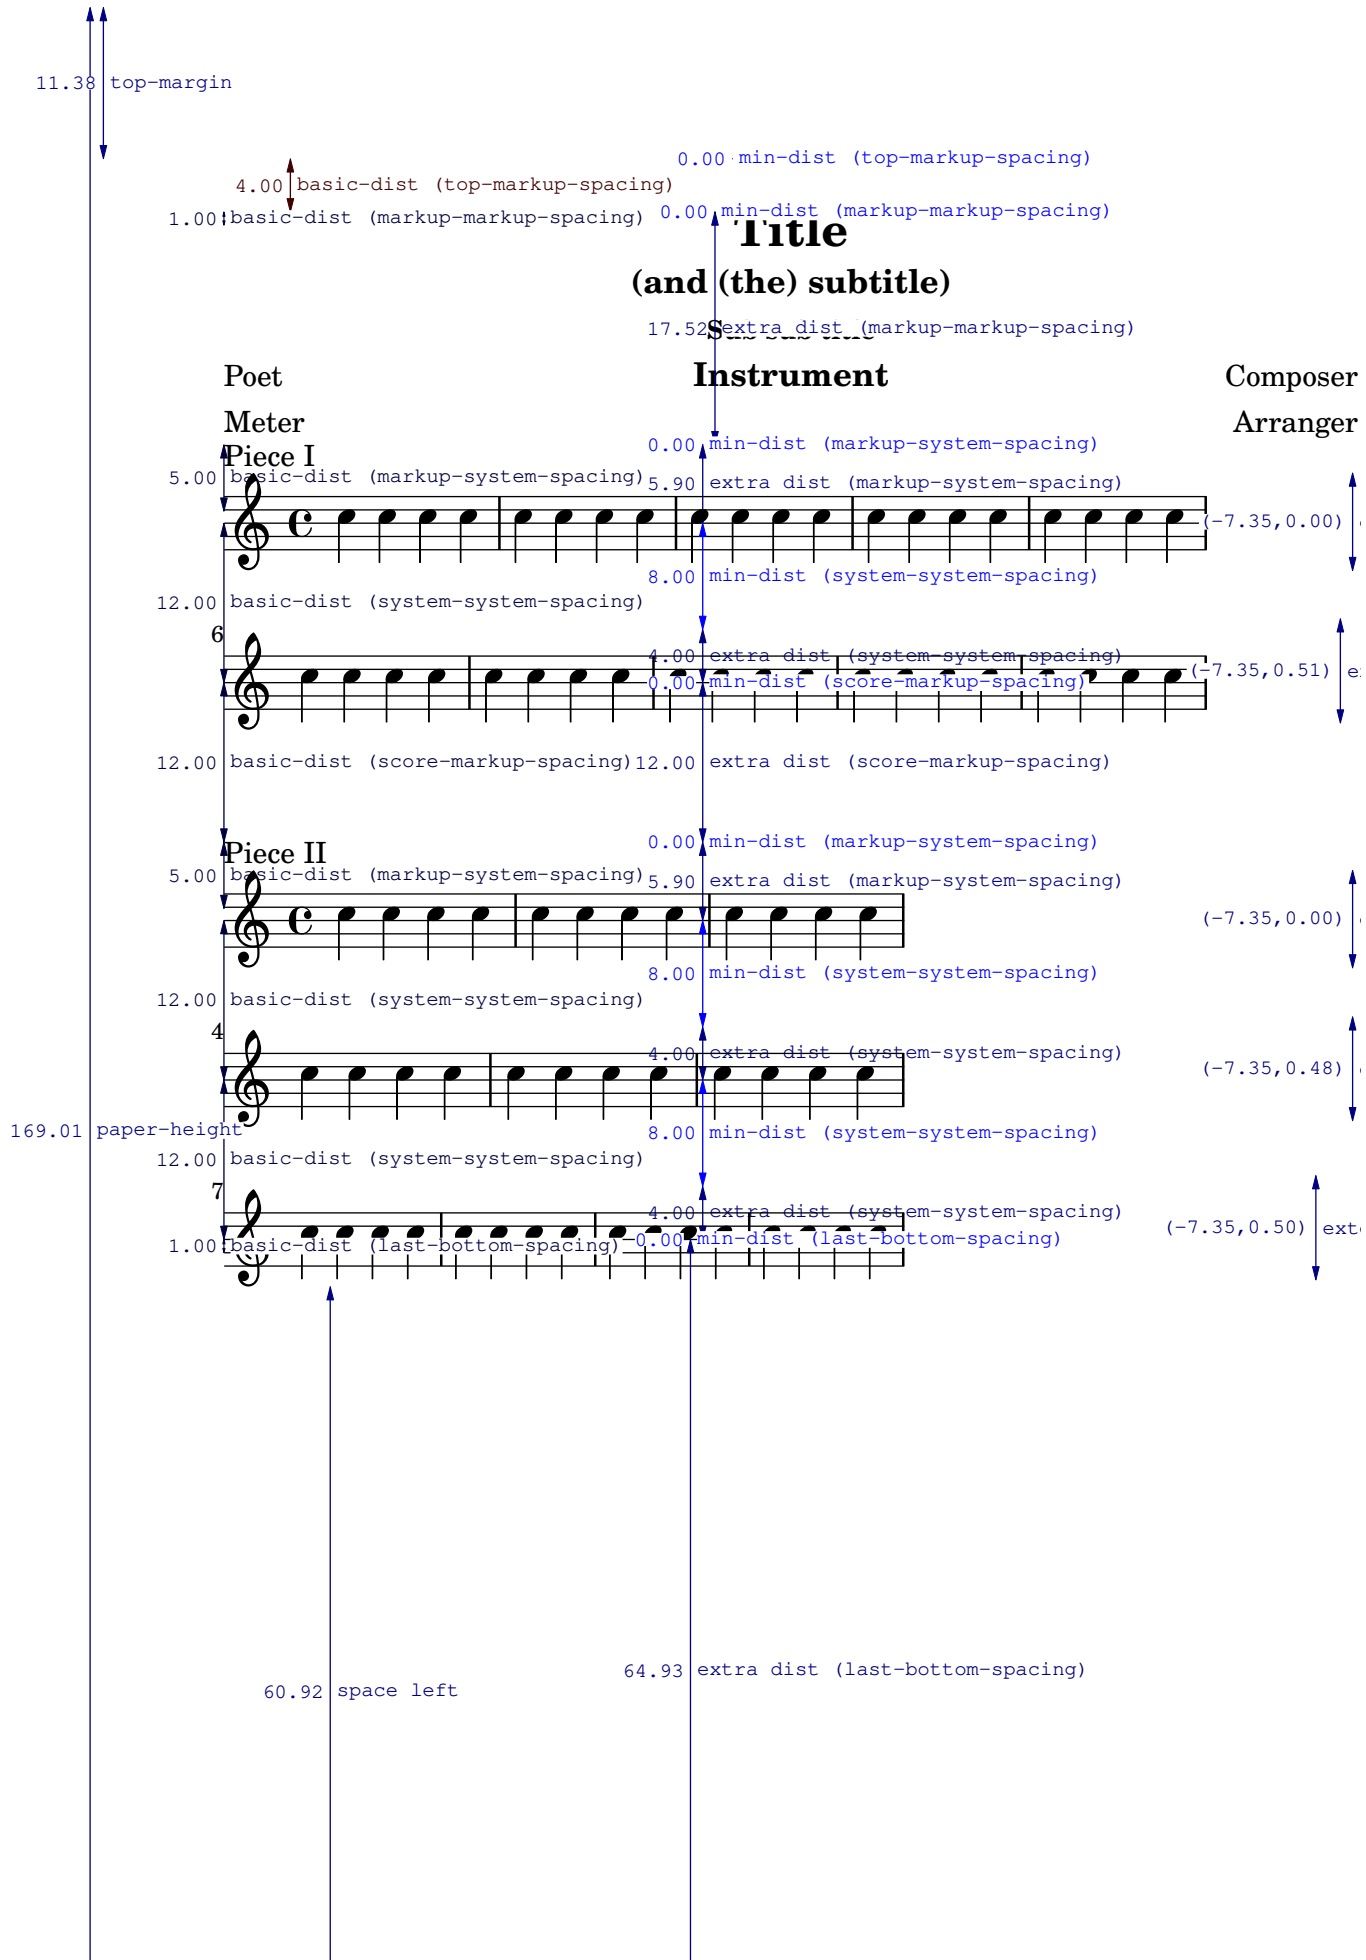 11.38 top-margin
0.00 min-dist (top-markup-spacing)
4.00 basic-dist (top-markup-spacing)
1.00 basic-dist (markup-markup-spacing) 0.00 min-dist (markup-markup-spacing)
Title
(and (the) subtitle)
17.52 extra dist (markup-markup-spacing)
Poet Instrument Composer
Meter Arranger
0.00 min-dist (markup-system-spacing)
Piece I
5.00 basic-dist (markup-system-spacing) 5.90 extra dist (markup-system-spacing)
(-7.35,0.00)
8.00 min-dist (system-system-spacing)
12.00 basic-dist (system-system-spacing)
6
4.00 extra dist (system-system-spacing)
(-7.35,0.51)
0.00 min-dist (score-markup-spacing)
12.00 basic-dist (score-markup-spacing) 12.00 extra dist (score-markup-spacing)
0.00 min-dist (markup-system-spacing)
Piece II
5.00 basic-dist (markup-system-spacing) 5.90 extra dist (markup-system-spacing)
(-7.35,0.00)
8.00 min-dist (system-system-spacing)
12.00 basic-dist (system-system-spacing)
4
4.00 extra dist (system-system-spacing)
(-7.35,0.48)
169.01 paper-height 8.00 min-dist (system-system-spacing)
12.00 basic-dist (system-system-spacing)
7
4.00 extra dist (system-system-spacing)
(-7.35,0.50)
0.00 min-dist (last-bottom-spacing)
1.00 basic-dist (last-bottom-spacing)
64.93 extra dist (last-bottom-spacing)
60.92 space left